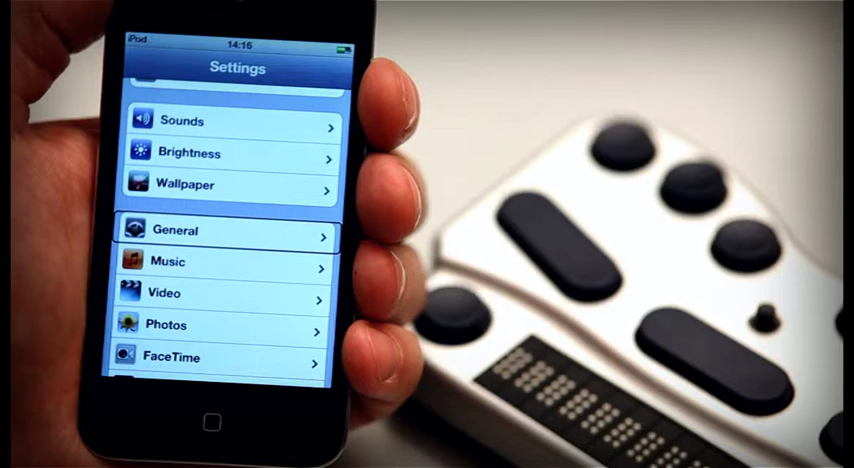 iPod 14:16
Settings
Sounds
Brightness
Wallpaper
General
Music
Video
Photos
FaceTime